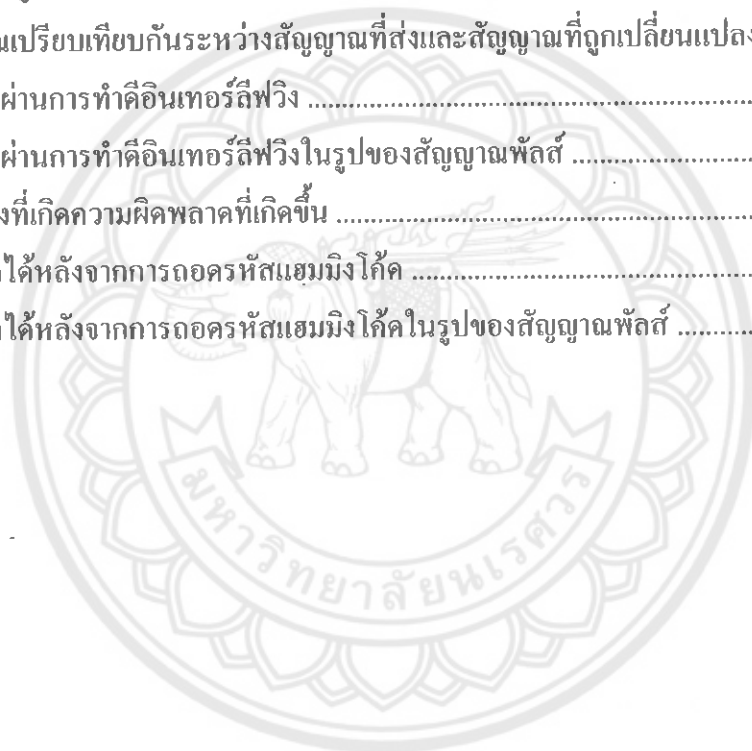 เปรียบเทียบกันระหว่างสัญญาณที่ส่งและสัญญาณที่ถูกเปลี่ยนแปลง
ผ่านการทำดีอินเทอร์ลีฟวิง ........................................
ผ่านการทำดีอินเทอร์ลีฟวิงในรูปของสัญญาณพัลส์ ....................
ที่เกิดความผิดพลาดที่เกิดขึ้น ........................................
ได้หลังจากการถอดรหัสแฮมมิงโค้ด ..............................
ได้หลังจากการถอดรหัสแฮมมิงโค้ดในรูปของสัญญาณพัลส์ ..........
มหาวิทยาลัยนเรศวร